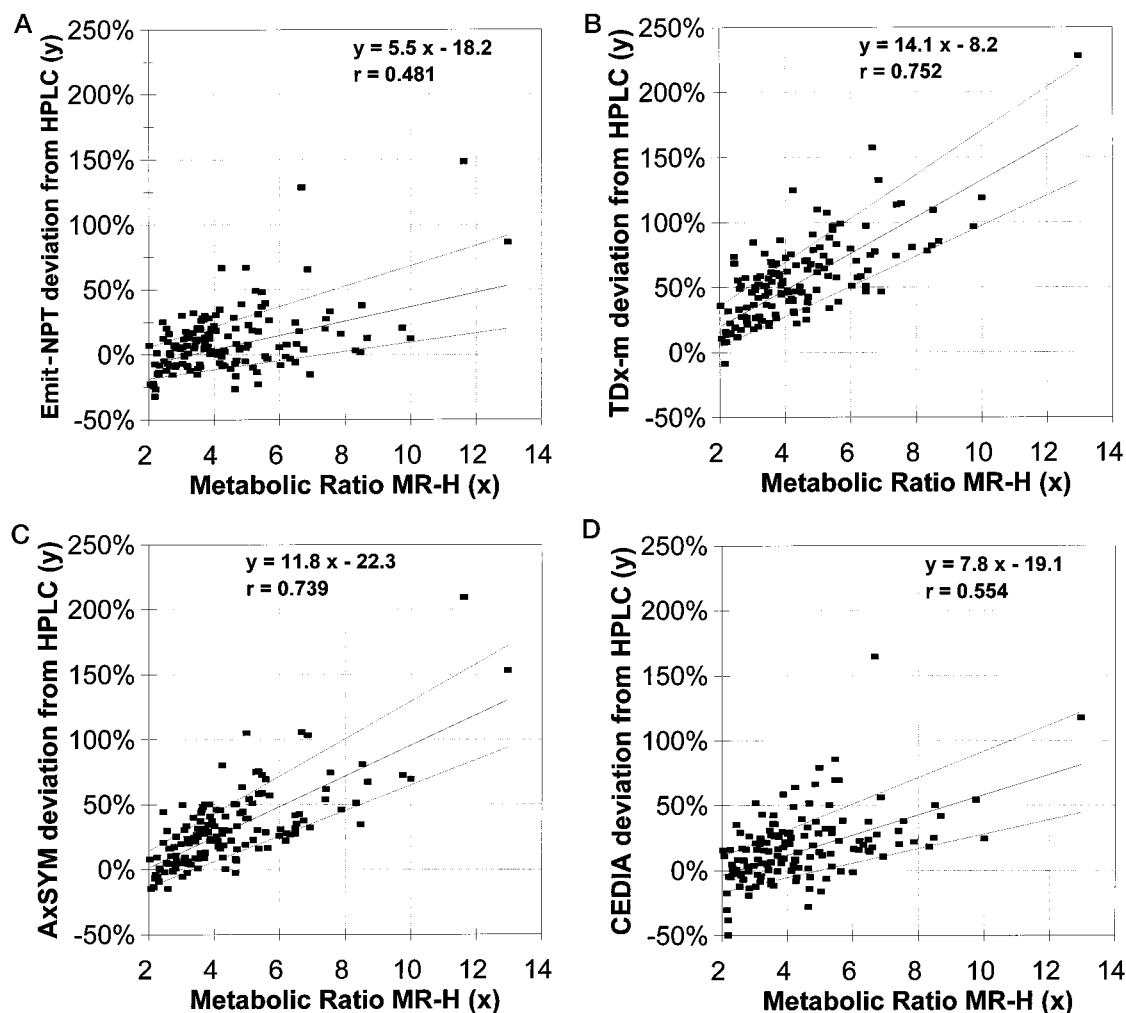 A
Emit-NPT deviation from HPLC (y)
250%
200%
150%
100%
50%
0%
-50%
y = 5.5 x - 18.2
r = 0.481
2 4 6 8 10 12 14
Metabolic Ratio MR-H (x)
B
TDx-m deviation from HPLC (y)
250%
200%
150%
100%
50%
0%
-50%
y = 14.1 x - 8.2
r = 0.752
2 4 6 8 10 12 14
Metabolic Ratio MR-H (x)
C
AxSYM deviation from HPLC (y)
250%
200%
150%
100%
50%
0%
-50%
y = 11.8 x - 22.3
r = 0.739
2 4 6 8 10 12 14
Metabolic Ratio MR-H (x)
D
CEDIA deviation from HPLC (y)
250%
200%
150%
100%
50%
0%
-50%
y = 7.8 x - 19.1
r = 0.554
2 4 6 8 10 12 14
Metabolic Ratio MR-H (x)